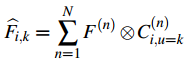 $\widehat{F}_{i,k} = \sum_{n=1}^{N} F^{(n)} \otimes C_{i,u=k}^{(n)}$